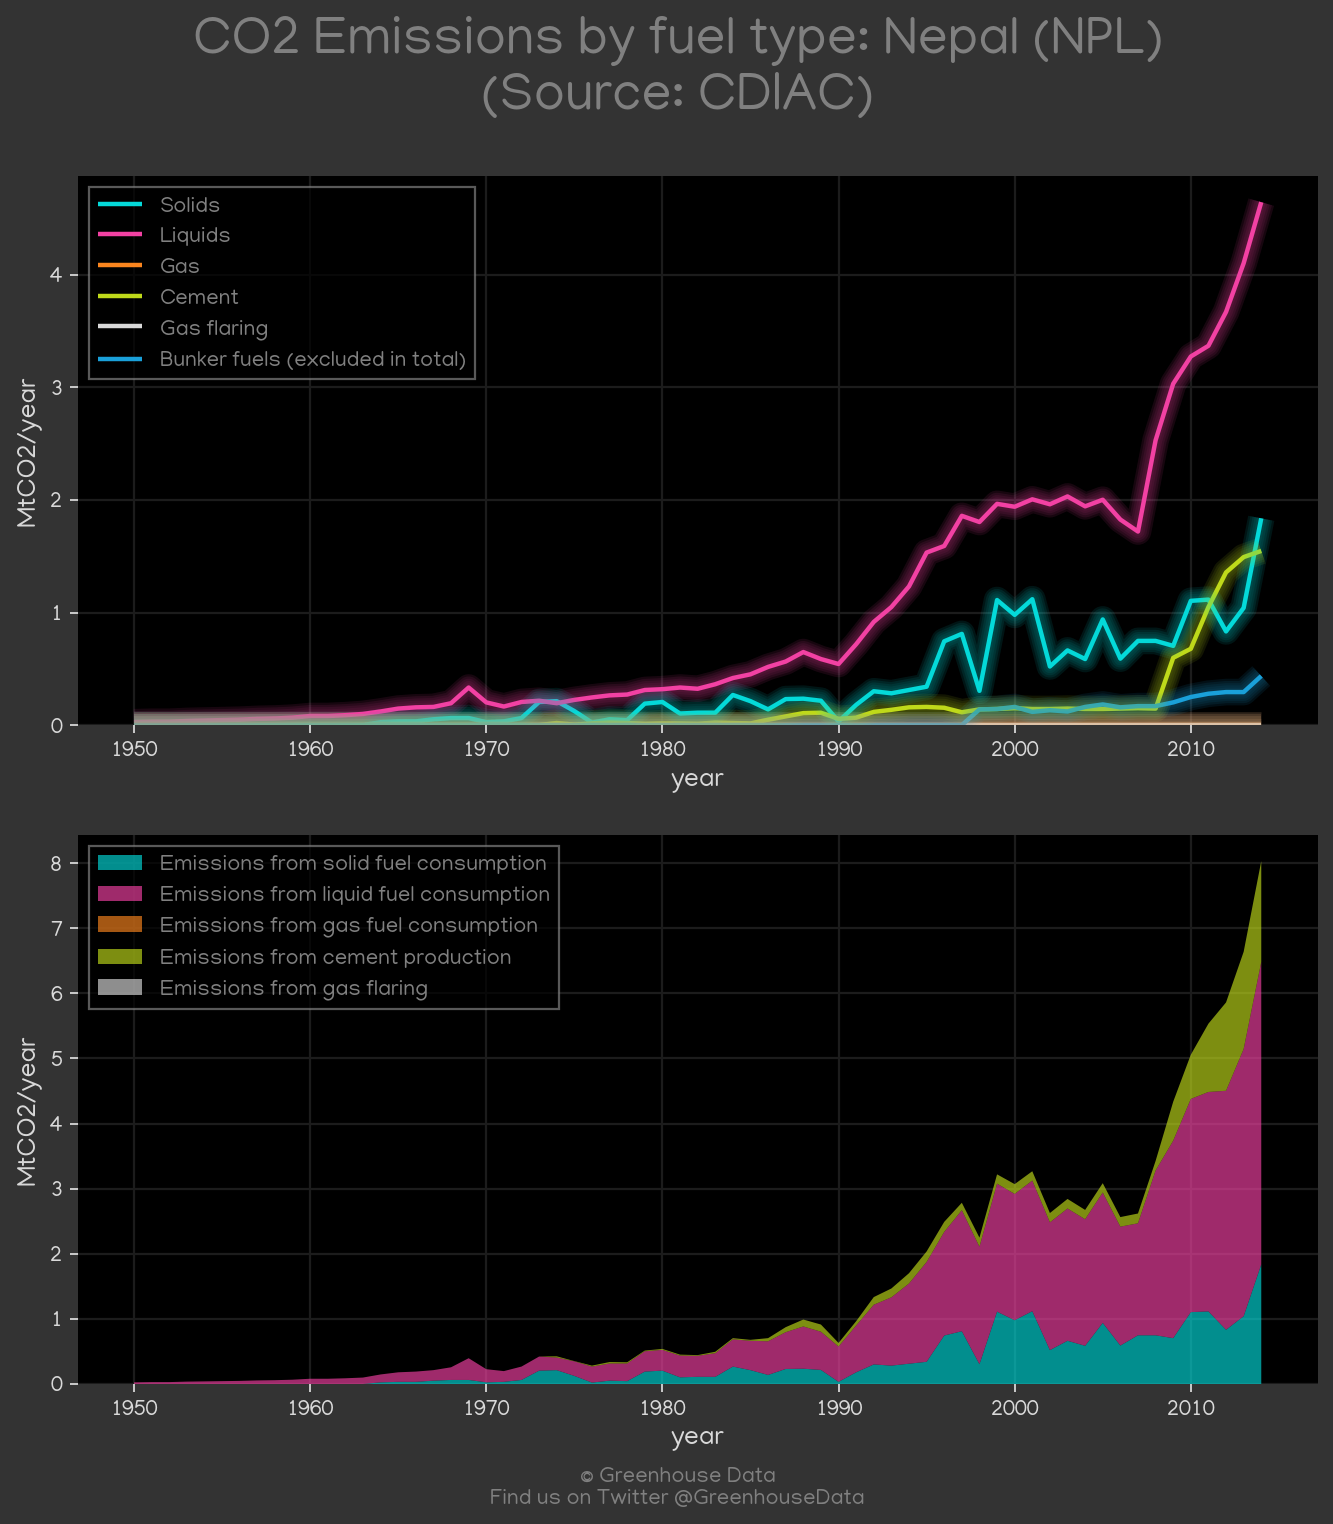 CO2 Emissions by fuel type: Nepal (NPL)
(Source: CDIAC)
Solids
Liquids
Gas
Cement
Gas flaring
Bunker fuels (excluded in total)
MtCO2/year
4
3
2
1
0
1950 1960 1970 1980 1990 2000 2010
year
Emissions from solid fuel consumption
Emissions from liquid fuel consumption
Emissions from gas fuel consumption
Emissions from cement production
Emissions from gas flaring
MtCO2/year
8
7
6
5
4
3
2
1
0
1950 1960 1970 1980 1990 2000 2010
year
© Greenhouse Data
Find us on Twitter @GreenhouseData